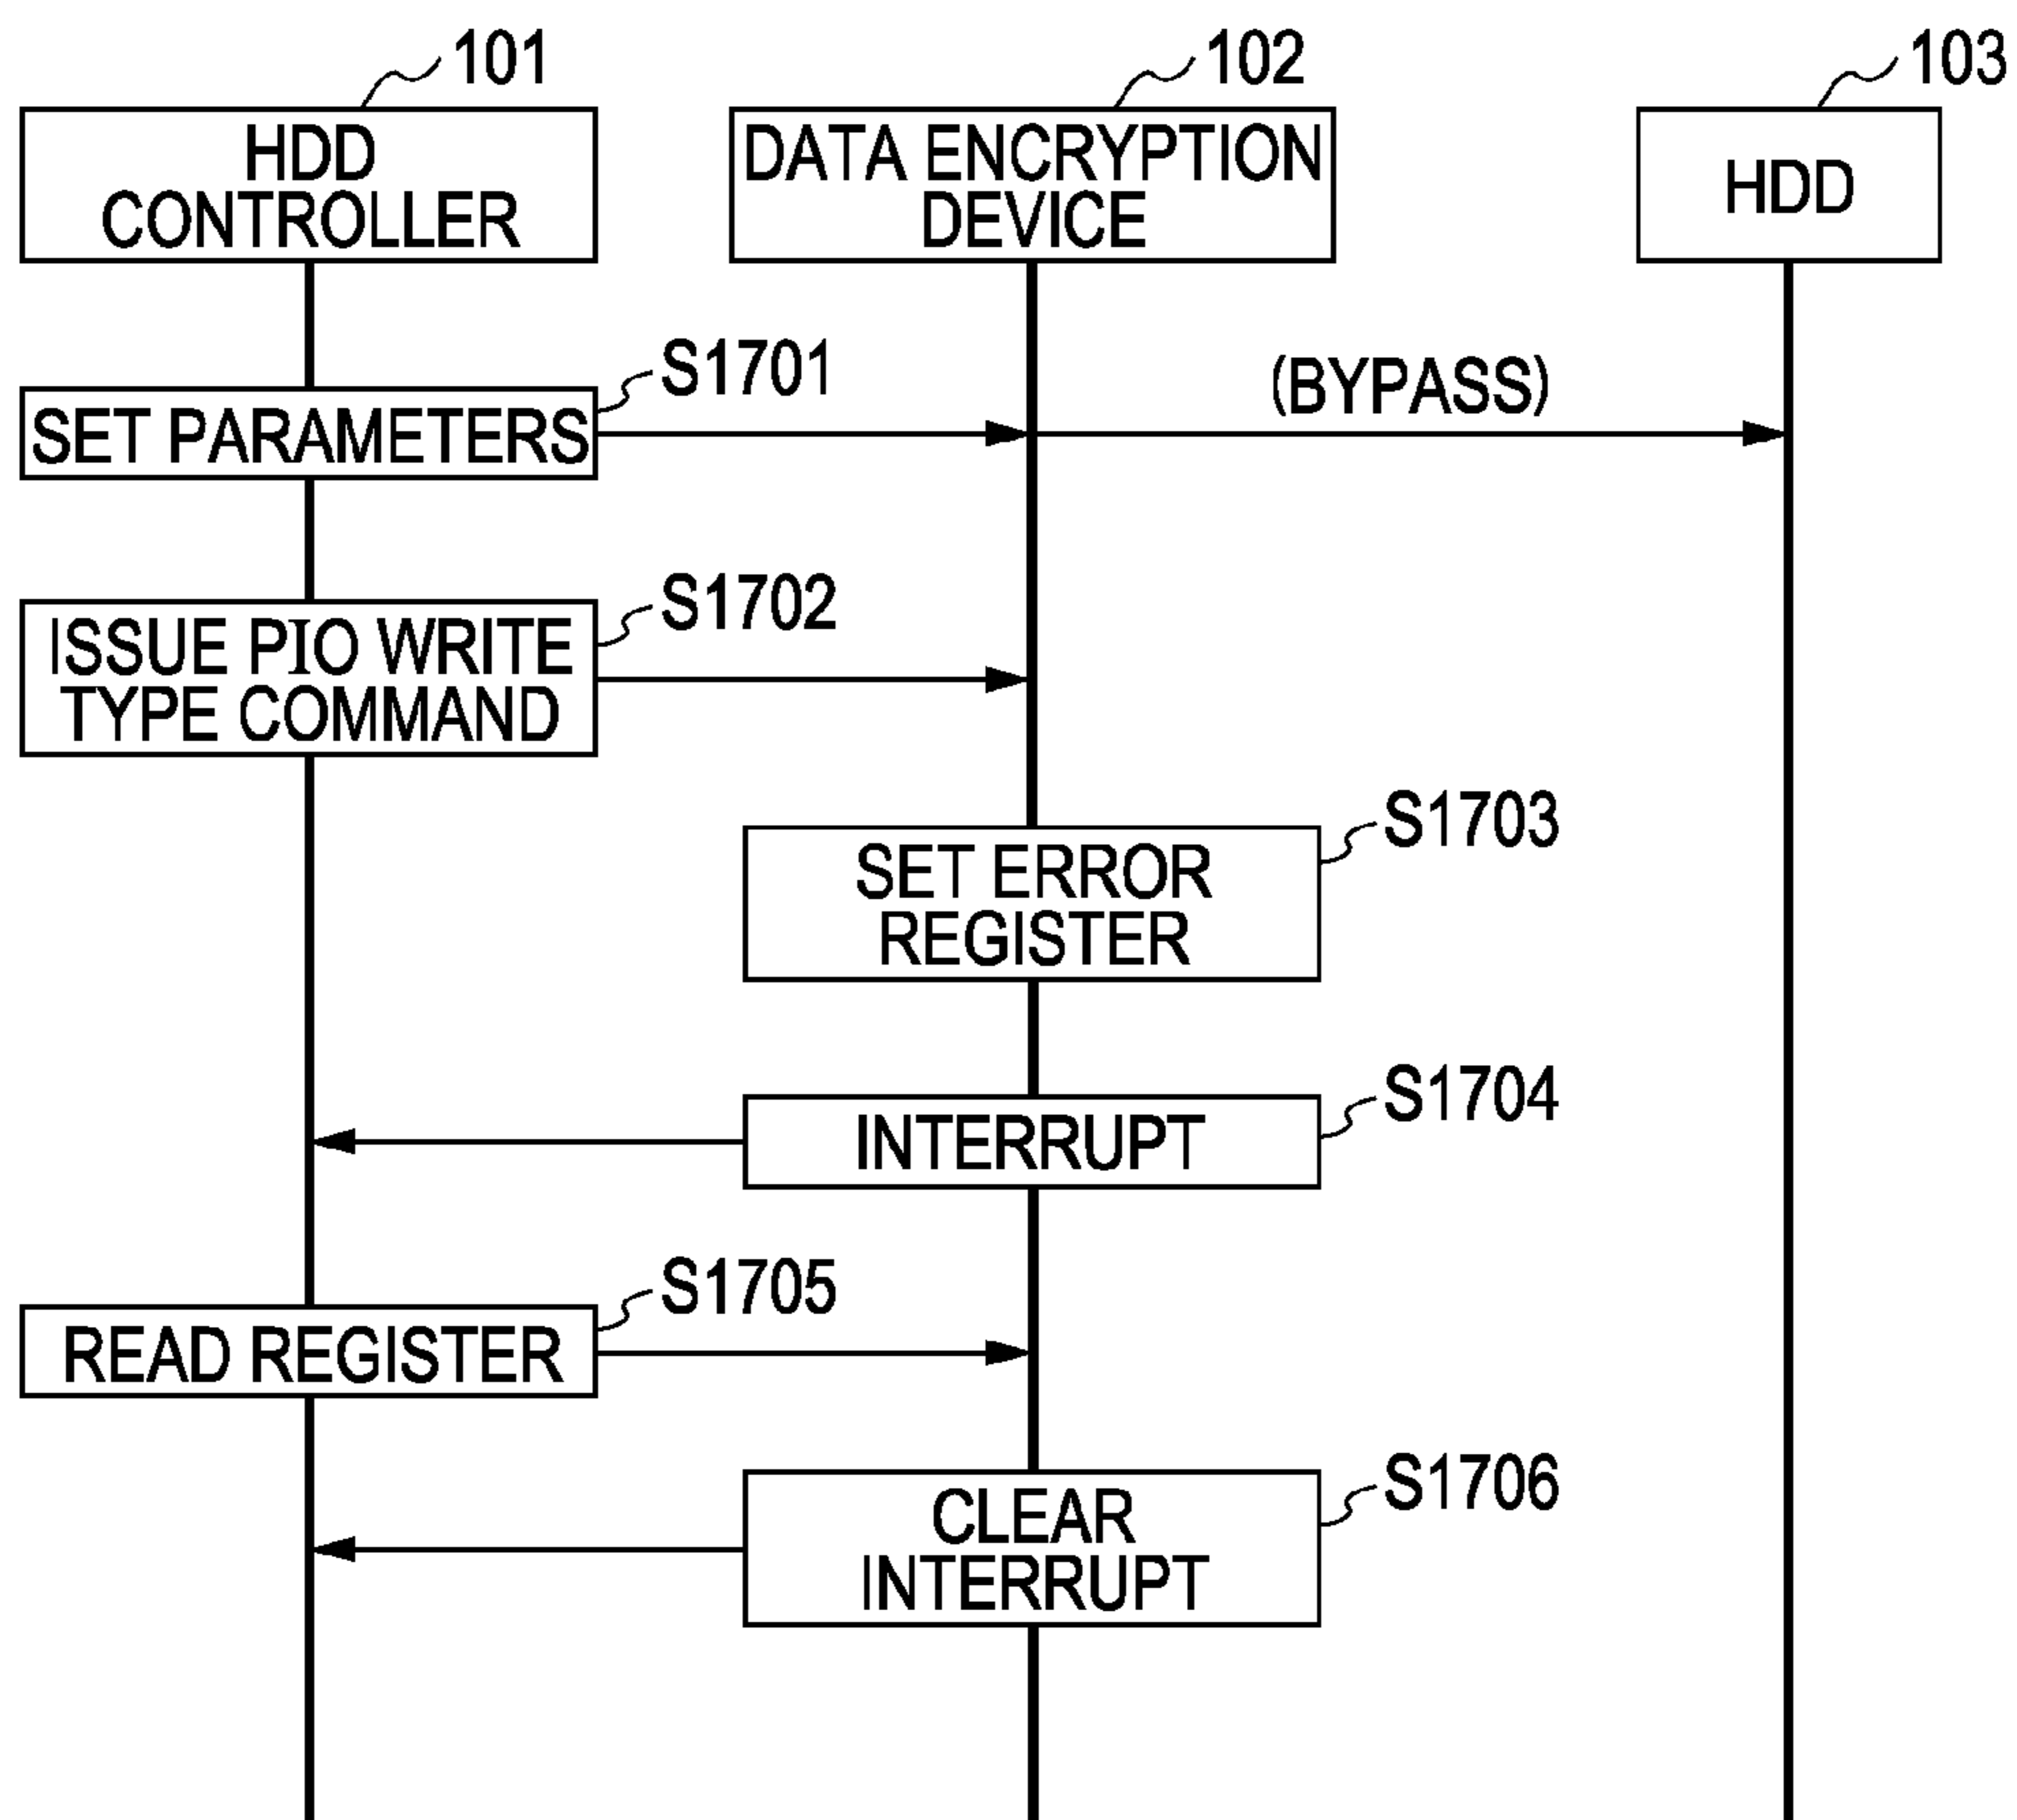 101
102
103
HDD
CONTROLLER
DATA ENCRYPTION
DEVICE
HDD
S1701
(BYPASS)
SET PARAMETERS
S1702
ISSUE PIO WRITE
TYPE COMMAND
S1703
SET ERROR
REGISTER
S1704
INTERRUPT
S1705
READ REGISTER
S1706
CLEAR
INTERRUPT